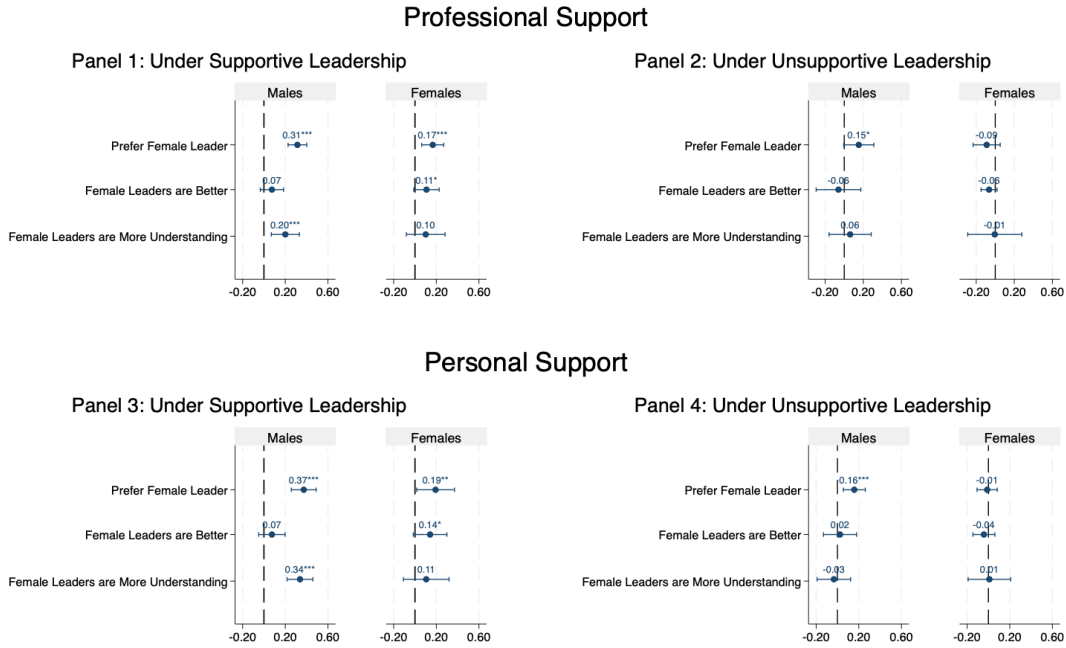 Professional Support
Panel 1: Under Supportive Leadership
Males
Females
Prefer Female Leader
0.31***
0.17***
Female Leaders are Better
0.07
0.11*
Female Leaders are More Understanding
0.20***
0.10
-0.20 0.20 0.60
-0.20 0.20 0.60
Panel 2: Under Unsupportive Leadership
Males
Females
Prefer Female Leader
0.15*
-0.09
Female Leaders are Better
-0.06
-0.06
Female Leaders are More Understanding
0.06
-0.01
-0.20 0.20 0.60
-0.20 0.20 0.60
Personal Support
Panel 3: Under Supportive Leadership
Males
Females
Prefer Female Leader
0.37***
0.19**
Female Leaders are Better
0.07
0.14*
Female Leaders are More Understanding
0.34***
0.11
-0.20 0.20 0.60
-0.20 0.20 0.60
Panel 4: Under Unsupportive Leadership
Males
Females
Prefer Female Leader
0.16***
-0.01
Female Leaders are Better
0.02
-0.04
Female Leaders are More Understanding
-0.03
0.01
-0.20 0.20 0.60
-0.20 0.20 0.60